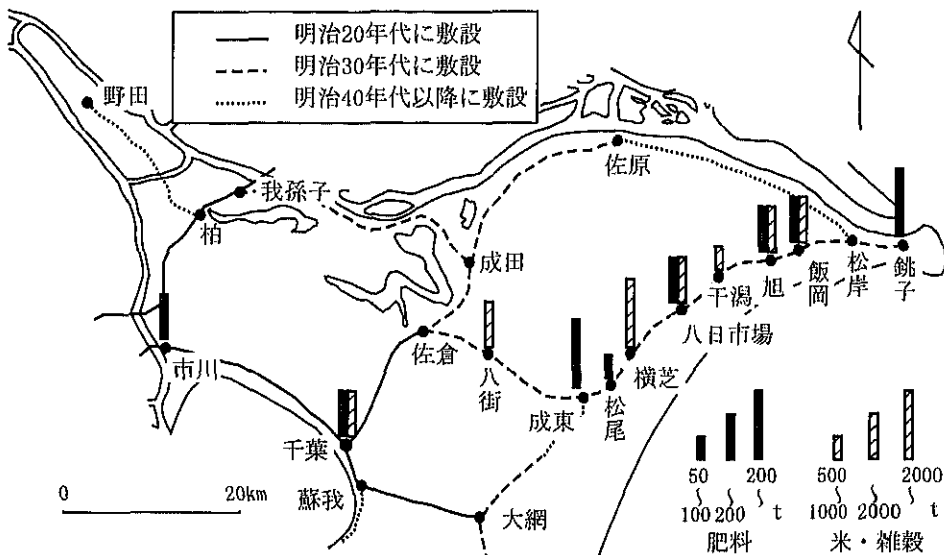 明治20年代に敷設
明治30年代に敷設
明治40年代以降に敷設
野田
我孫子
柏
佐原
成田
市川
佐倉
八街
成東
松尾
横芝
八日市場
干潟
旭
飯岡
松岸
銚子
千葉
蘇我
大網
0 20km
50 200 500 2000
〜 〜 〜 〜 〜 〜
100 200 t 1000 2000 t
肥料 米・雑穀